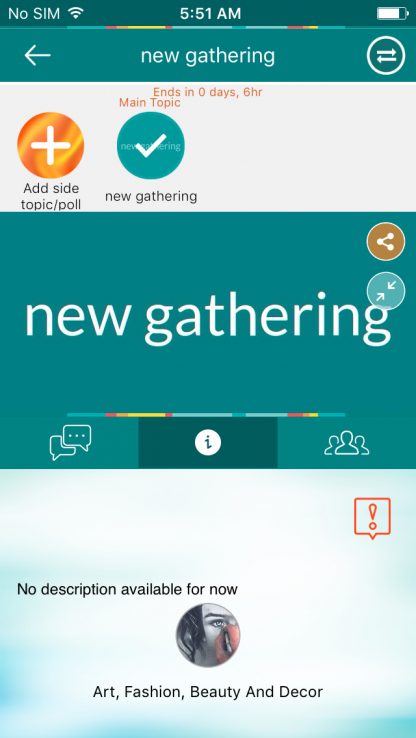 No SIM 5:51 AM
new gathering
Ends in 0 days, 6hr
Main Topic
new gathering
Add side
topic/poll
new gathering
new gathering
No description available for now
Art, Fashion, Beauty And Decor